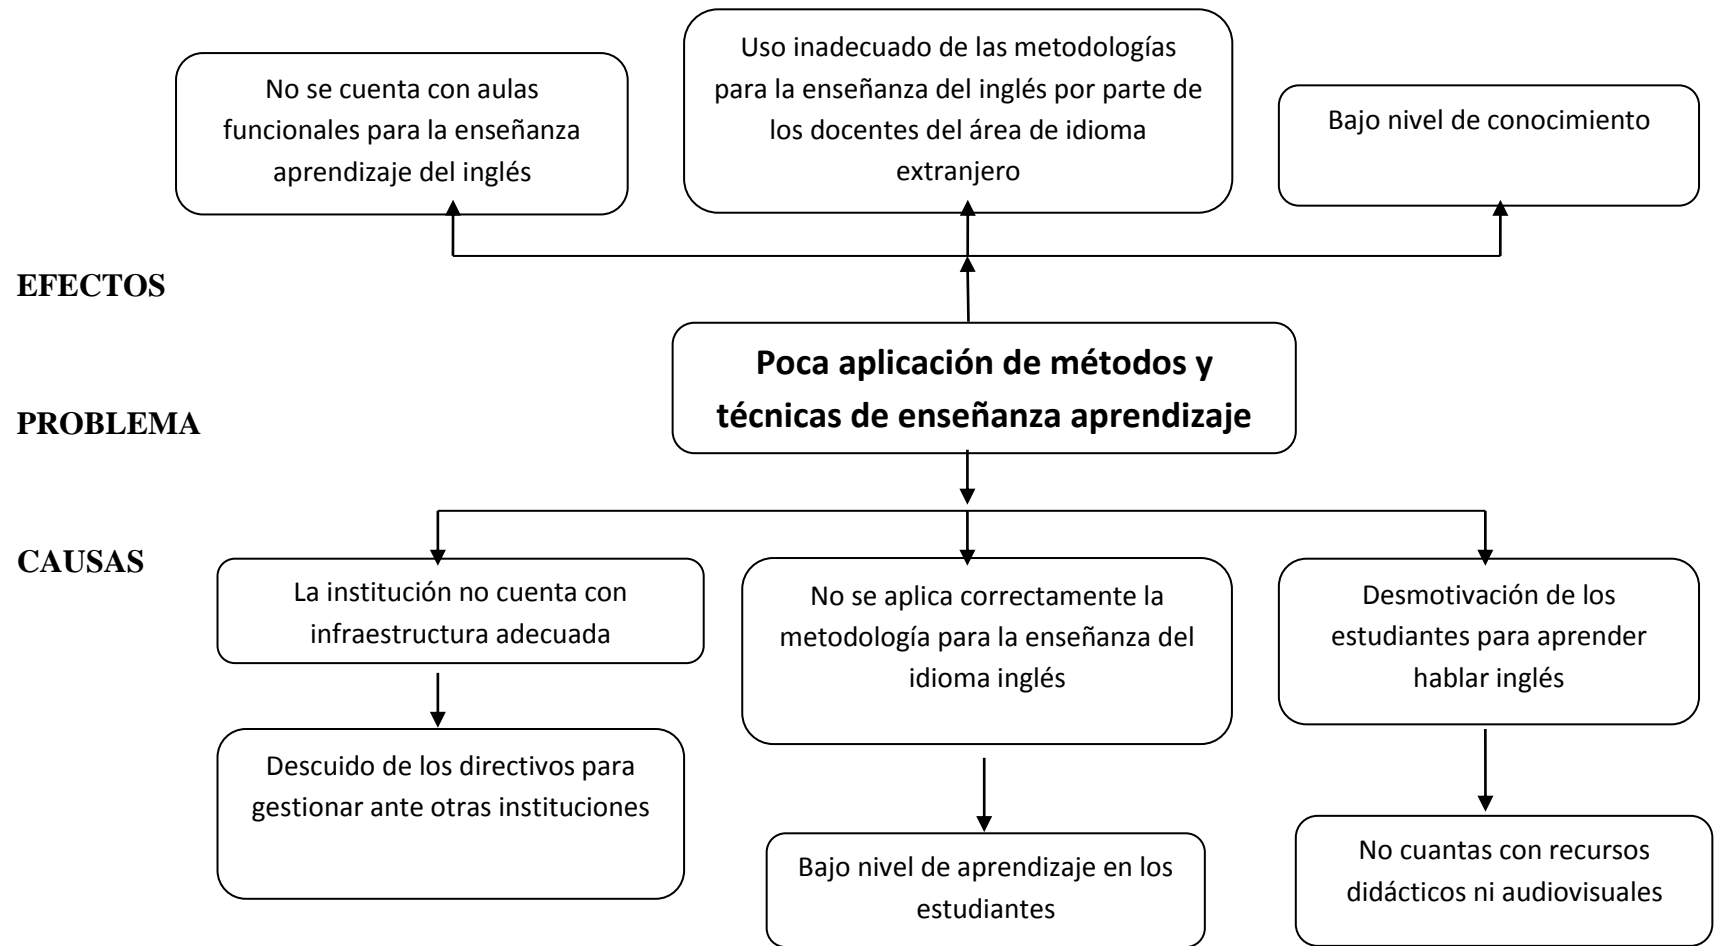 No se cuenta con aulas
funcionales para la enseñanza
aprendizaje del inglés
Uso inadecuado de las metodologías
para la enseñanza del inglés por parte de
los docentes del área de idioma
extranjero
Bajo nivel de conocimiento
EFECTOS
Poca aplicación de métodos y
técnicas de enseñanza aprendizaje
PROBLEMA
CAUSAS
La institución no cuenta con
infraestructura adecuada
No se aplica correctamente la
metodología para la enseñanza del
idioma inglés
Desmotivación de los
estudiantes para aprender
hablar inglés
Descuido de los directivos para
gestionar ante otras instituciones
Bajo nivel de aprendizaje en los
estudiantes
No cuantas con recursos
didácticos ni audiovisuales